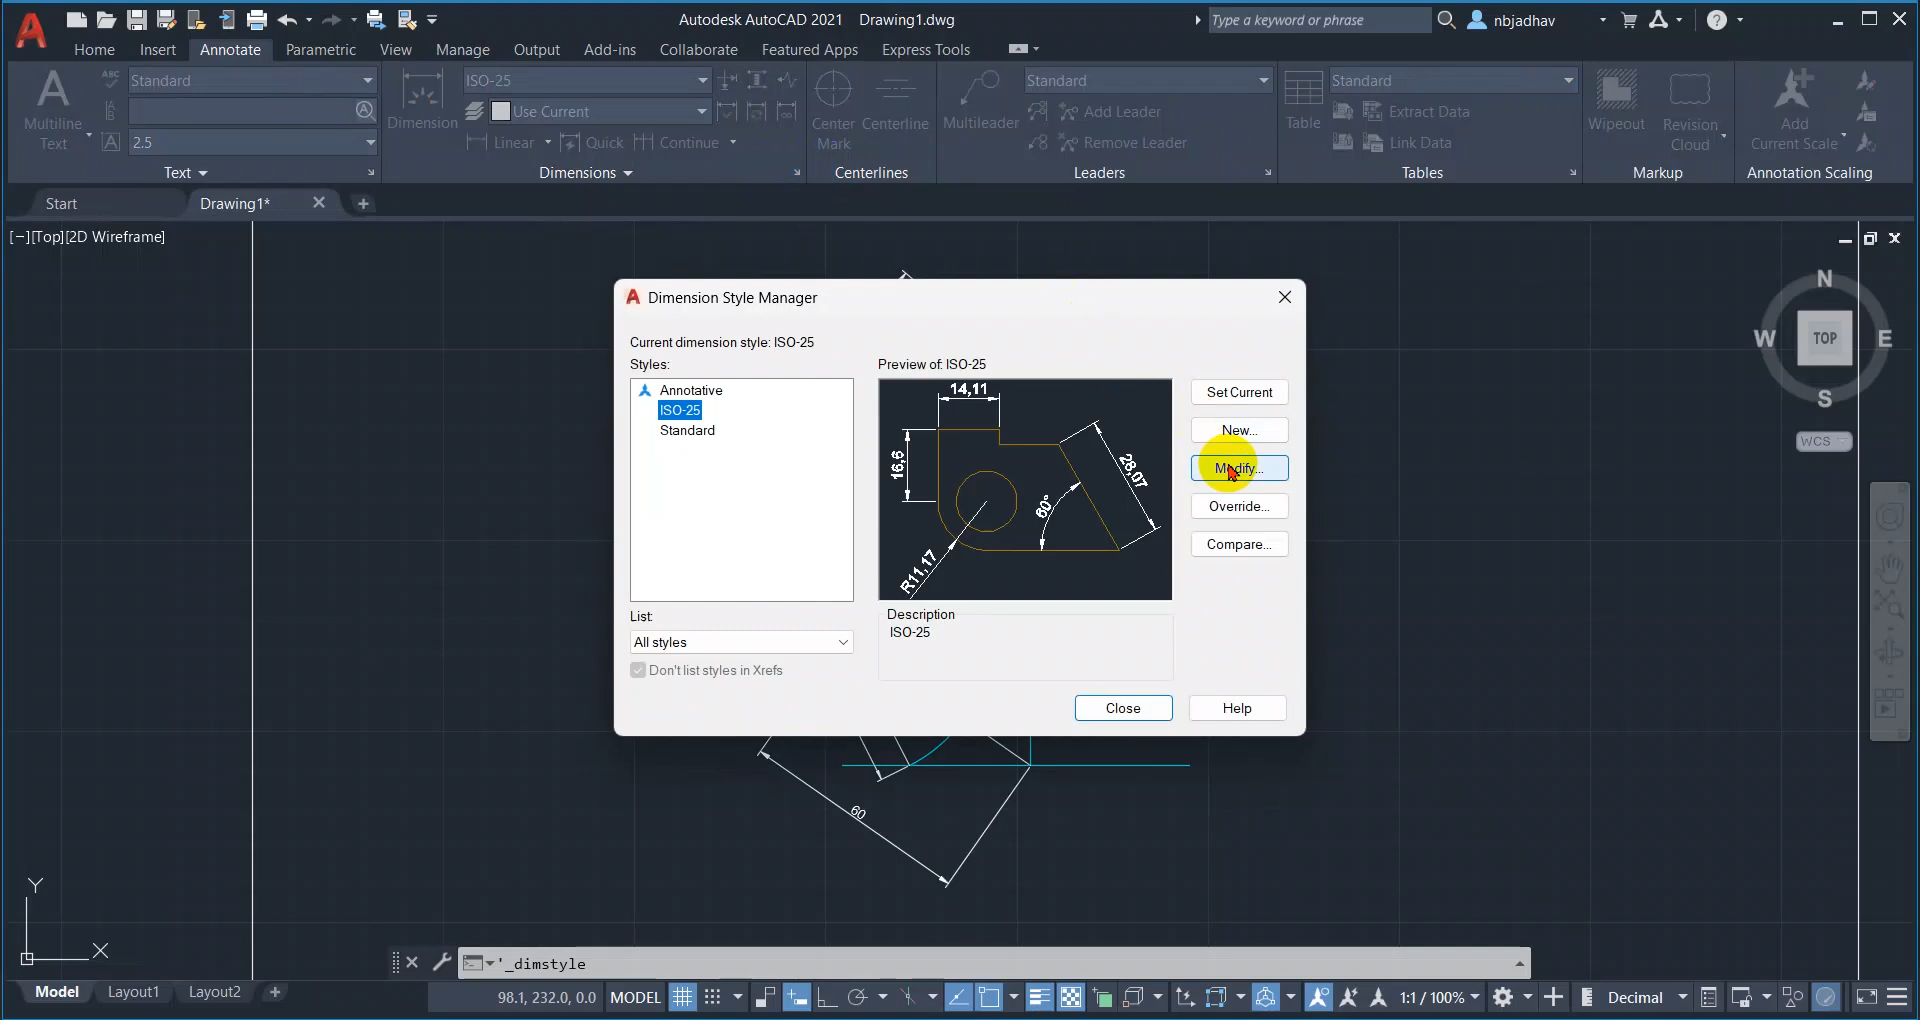 Autodesk AutoCAD 2021 Drawing1.dwg
Type a keyword or phrase
nbjadhav
Home Insert Annotate Parametric View Manage Output Add-ins Collaborate Featured Apps Express Tools
Multiline
Text
ABC
Standard
2.5
Text
Dimension
ISO-25
Use Current
Linear Quick Continue
Dimensions
Center
Mark
Centerline
Centerlines
Multileader
Standard
Add Leader
Remove Leader
Leaders
Table
Standard
Extract Data
Link Data
Tables
Wipeout
Revision
Cloud
Markup
Add
Current Scale
Annotation Scaling
Start
Drawing1*
[−][Top][2D Wireframe]
N
W
TOP
E
S
WCS
Dimension Style Manager
Current dimension style: ISO-25
Styles:
Annotative
ISO-25
Standard
List:
All styles
Don't list styles in Xrefs
Preview of: ISO-25
14,11
16,6
28,07
60°
R11,17
Description
ISO-25
Set Current
New...
Modify...
Override...
Compare...
Close
Help
60
Y
X
'_dimstyle
Model Layout1 Layout2
98.1, 232.0, 0.0 MODEL
1:1 / 100%
Decimal